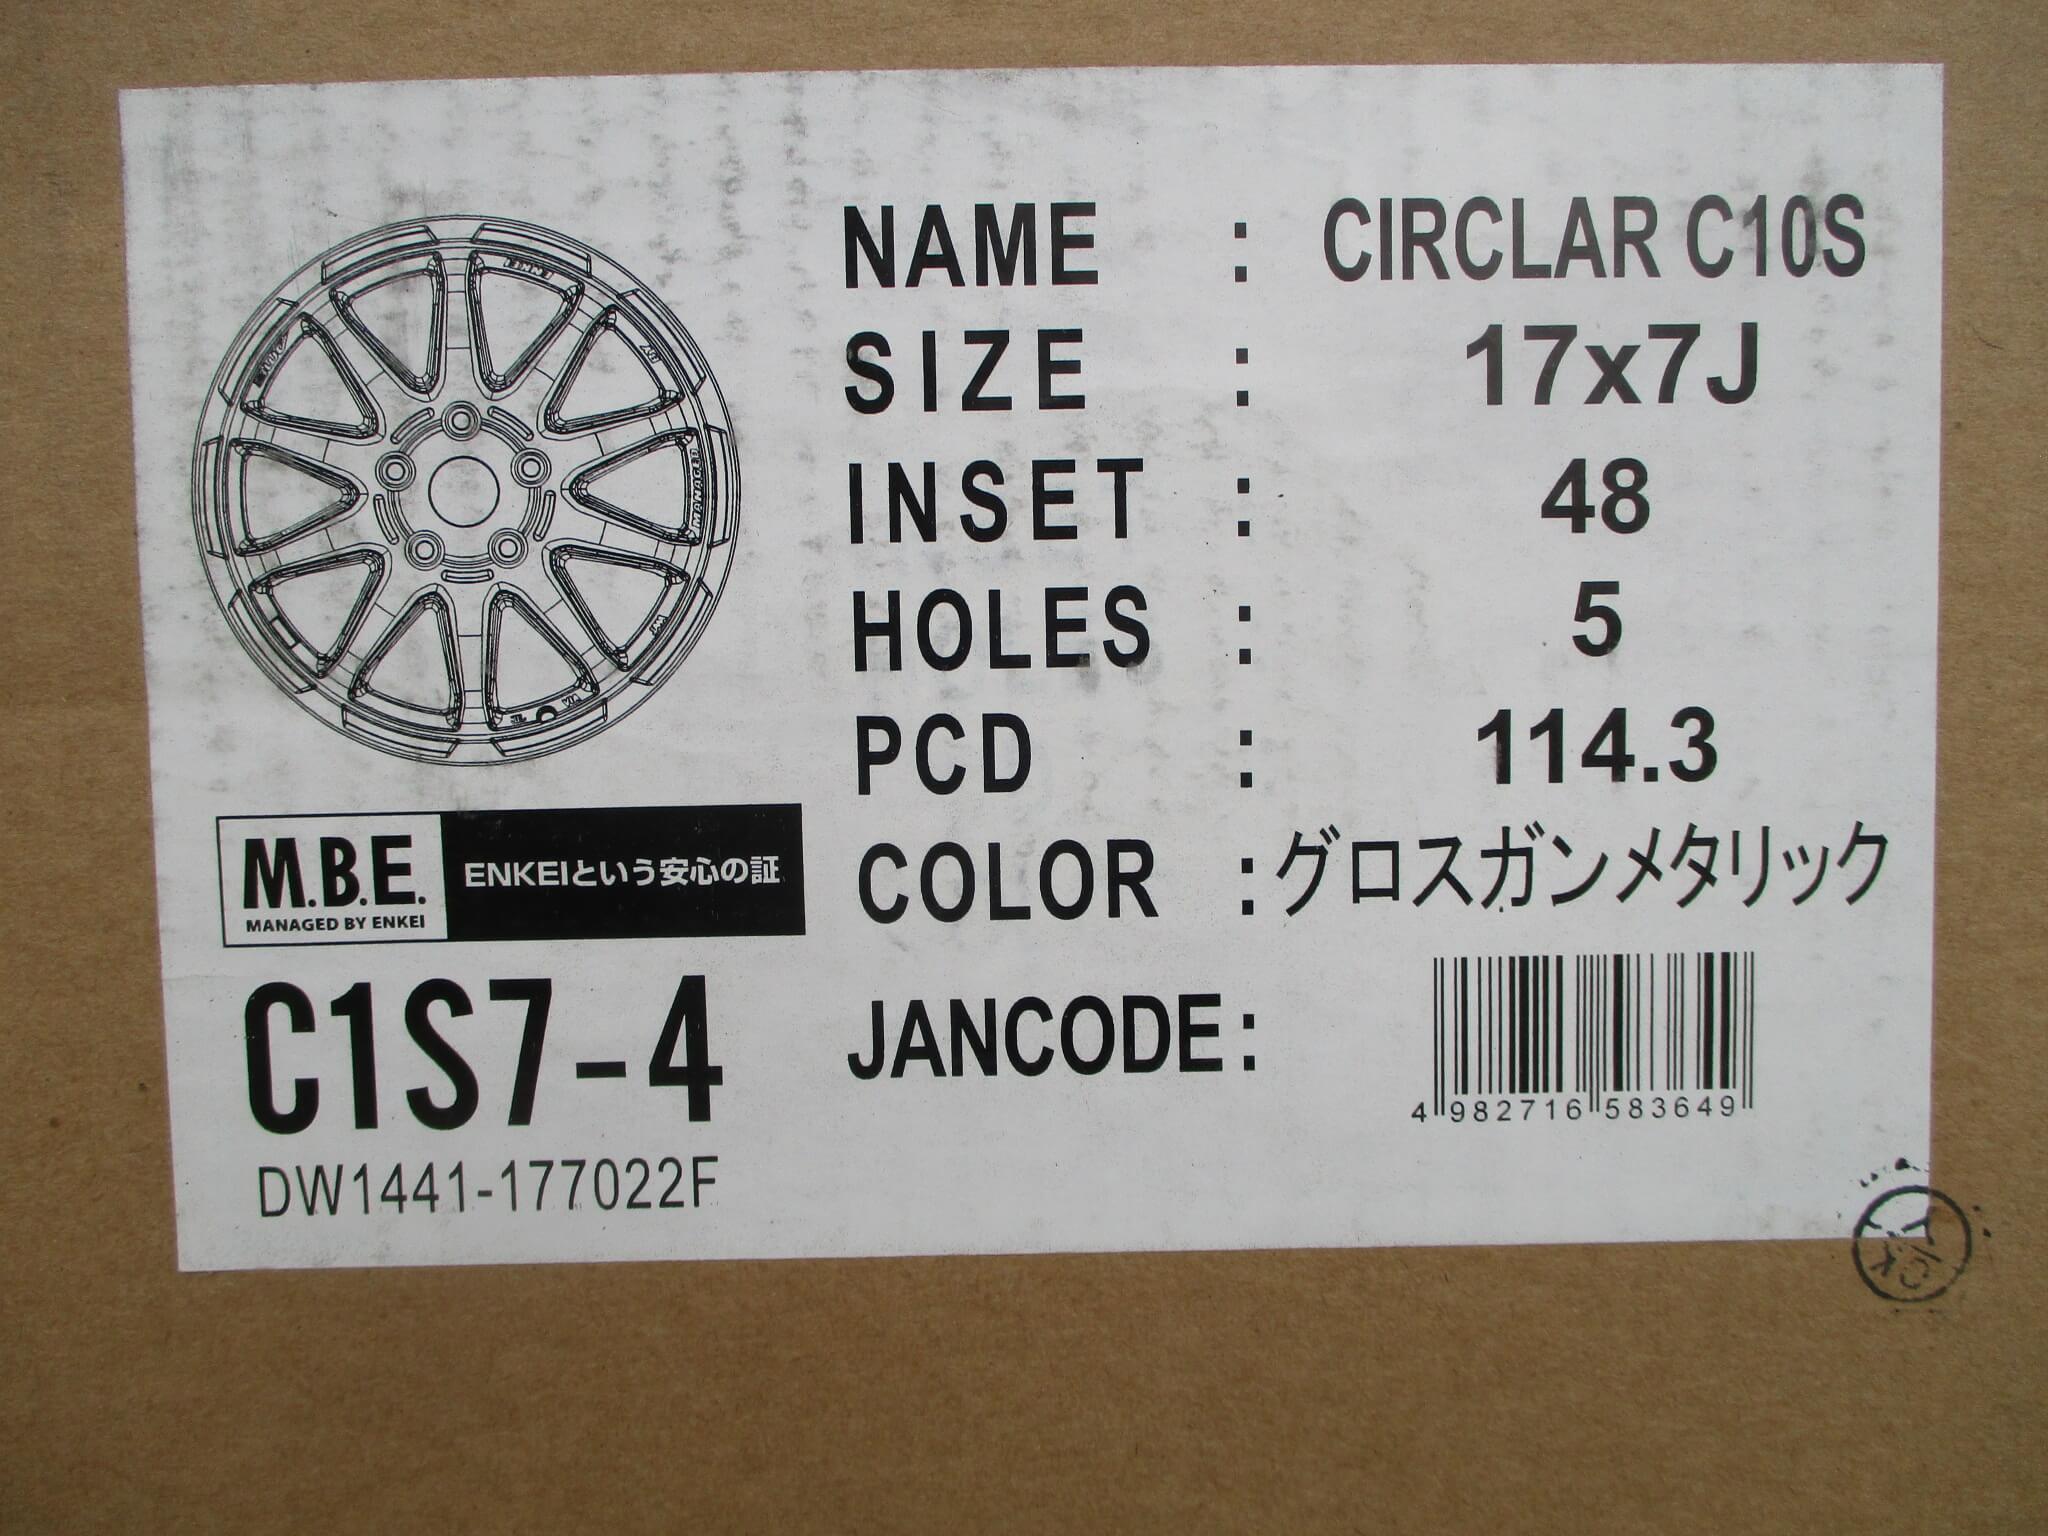 NAME : CIRCLAR C10S
SIZE : 17x7J
INSET : 48
HOLES : 5
PCD : 114.3
COLOR : グロスガンメタリック
JANCODE :
4 982716 583649
ENKEI
MANAGED
M.B.E.
MANAGED BY ENKEI
ENKEIという安心の証
C1S7-4
DW1441-177022F